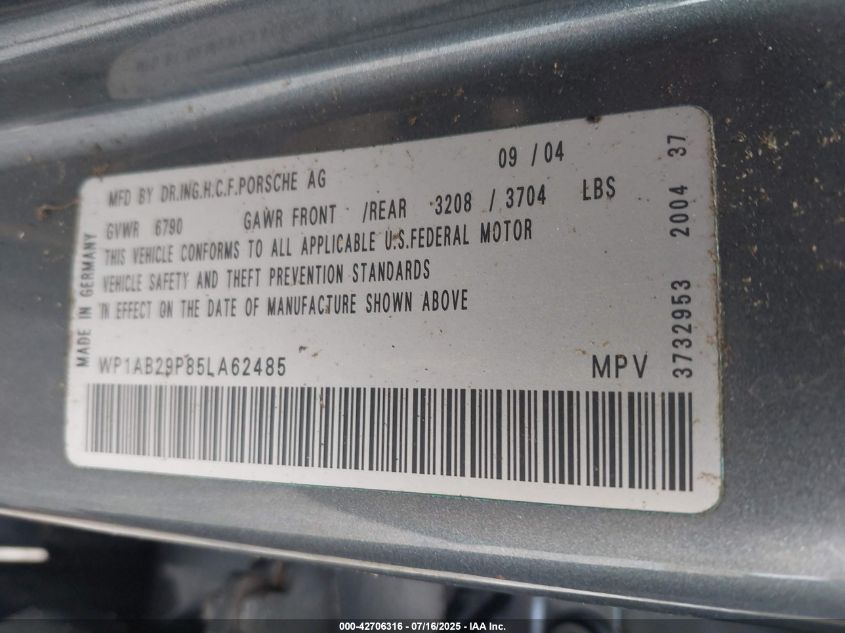 MFD BY DR.ING.H.C.F.PORSCHE AG 09 / 04
GVWR 6790 GAWR FRONT /REAR 3208 / 3704 LBS
THIS VEHICLE CONFORMS TO ALL APPLICABLE U.S.FEDERAL MOTOR
VEHICLE SAFETY AND THEFT PREVENTION STANDARDS
IN EFFECT ON THE DATE OF MANUFACTURE SHOWN ABOVE
WP1AB29P85LA62485 MPV
MADE IN GERMANY
3732953 2004 37
000-42706316 - 07/16/2025 - IAA Inc.